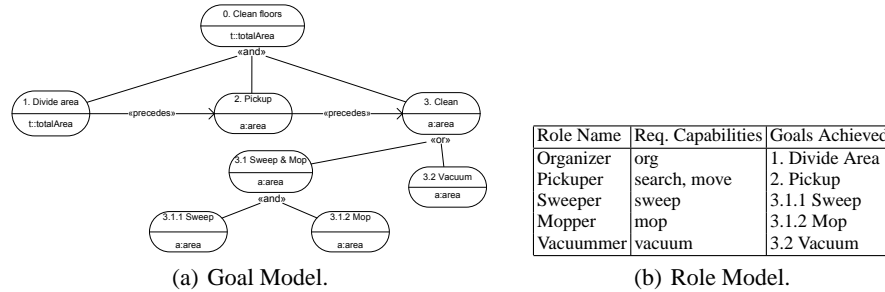 0. Clean floors
t::totalArea
«and»
1. Divide area
t::totalArea
«precedes»
2. Pickup
a:area
«precedes»
3. Clean
a:area
«or»
3.1 Sweep & Mop
a:area
«and»
3.2 Vacuum
a:area
3.1.1 Sweep
a:area
3.1.2 Mop
a:area
(a) Goal Model.
Role Name Req. Capabilities Goals Achieved
Organizer org 1. Divide Area
Pickuper search, move 2. Pickup
Sweeper sweep 3.1.1 Sweep
Mopper mop 3.1.2 Mop
Vacuummer vacuum 3.2 Vacuum
(b) Role Model.